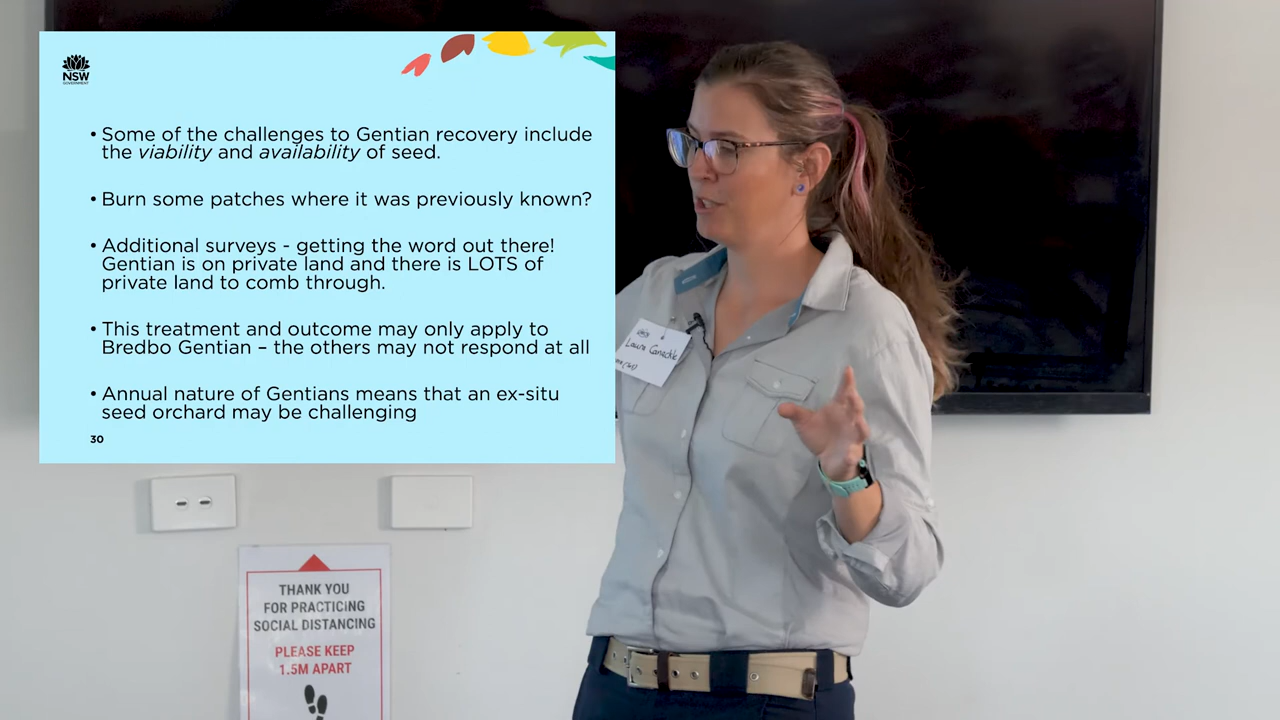 NSW
GOVERNMENT
• Some of the challenges to Gentian recovery include
the viability and availability of seed.
• Burn some patches where it was previously known?
• Additional surveys - getting the word out there!
Gentian is on private land and there is LOTS of
private land to comb through.
• This treatment and outcome may only apply to
Bredbo Gentian – the others may not respond at all
• Annual nature of Gentians means that an ex-situ
seed orchard may be challenging
30
Laura Canackle
THANK YOU
FOR PRACTICING
SOCIAL DISTANCING
PLEASE KEEP
1.5M APART